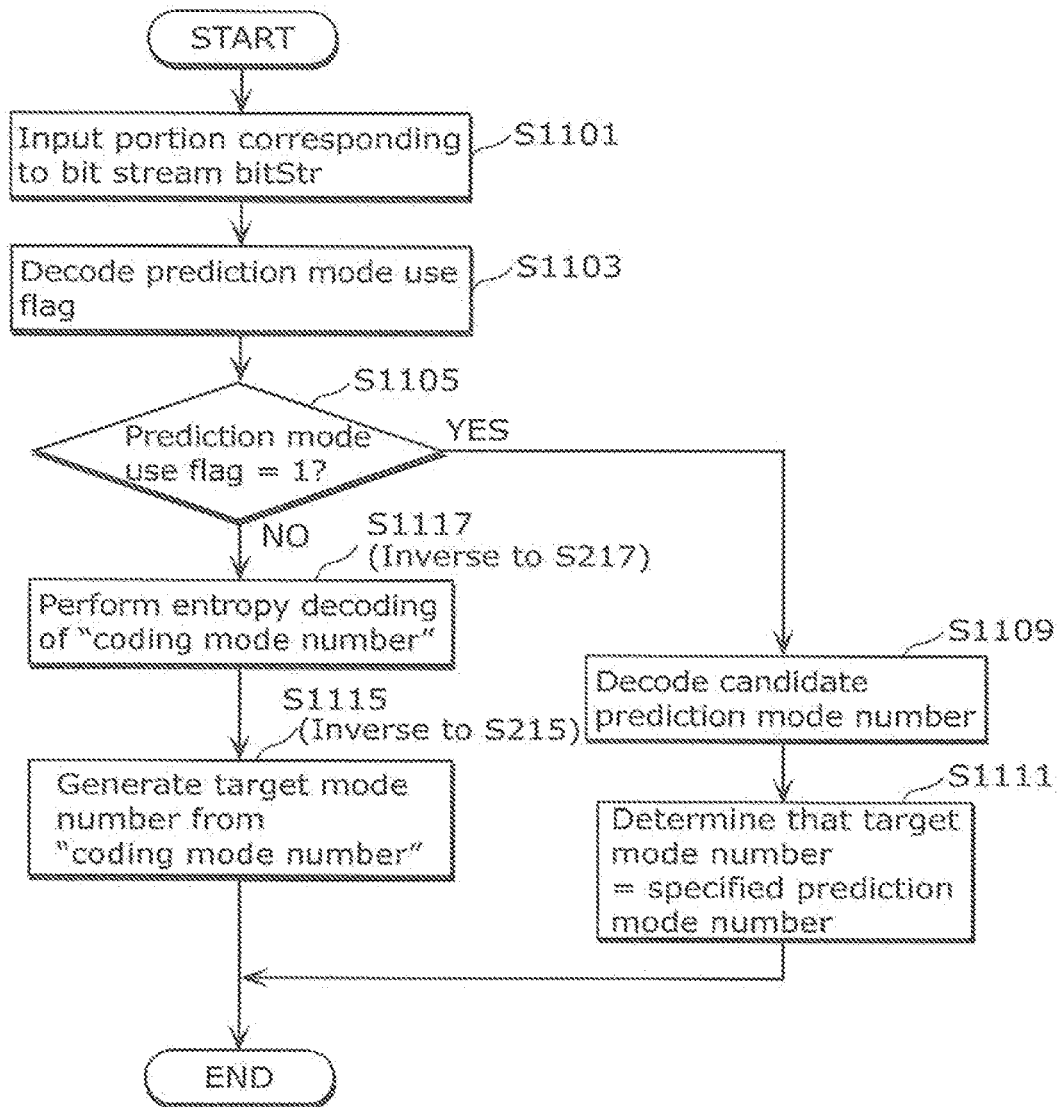 START
Input portion corresponding
to bit stream bitStr
S1101
Decode prediction mode use
flag
S1103
S1105
Prediction mode
use flag = 1?
YES
NO
S1117
(Inverse to S217)
Perform entropy decoding
of “coding mode number”
S1109
Decode candidate
prediction mode number
S1115
(Inverse to S215)
Generate target mode
number from
“coding mode number”
S1111
Determine that target
mode number
= specified prediction
mode number
END